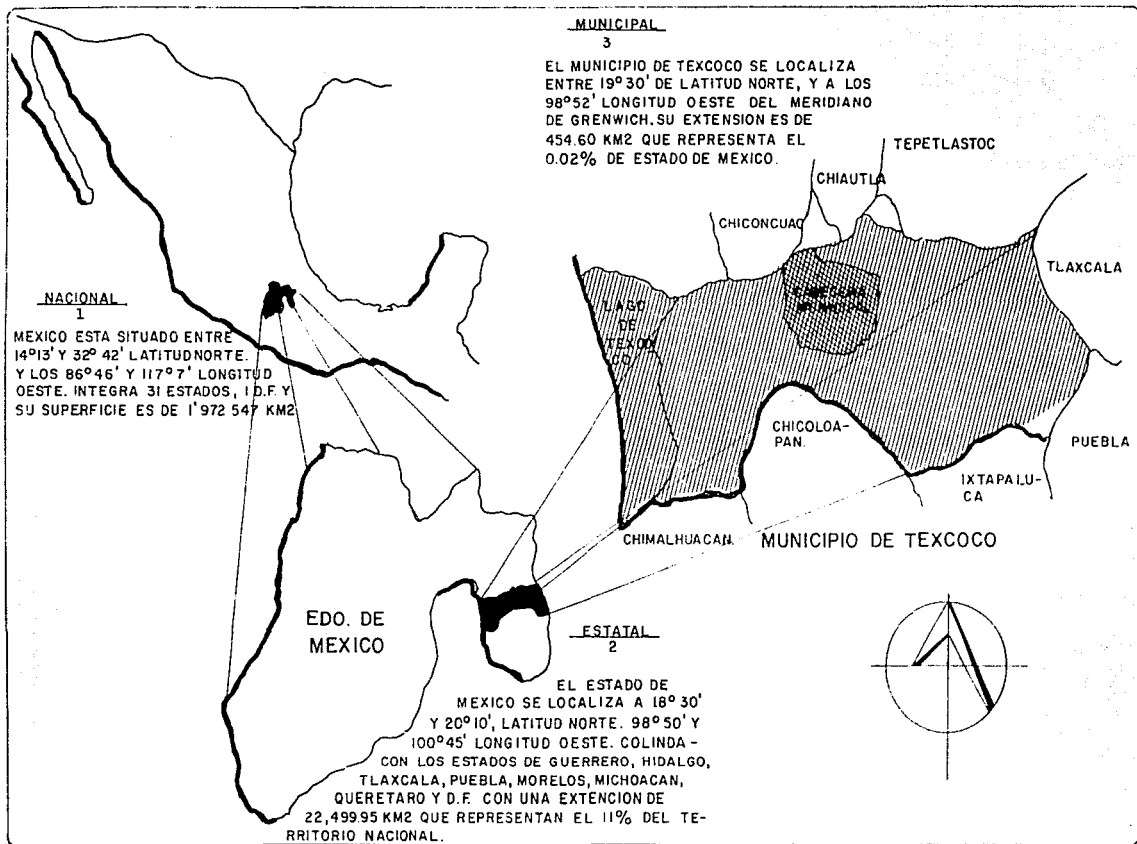 MUNICIPAL
3
EL MUNICIPIO DE TEXCOCO SE LOCALIZA
ENTRE 19°30' DE LATITUD NORTE, Y A LOS
98°52' LONGITUD OESTE DEL MERIDIANO
DE GRENWICH. SU EXTENSION ES DE
454.60 KM2 QUE REPRESENTA EL
0.02% DE ESTADO DE MEXICO.
TEPETLASTOC
CHIAUTLA
CHICONCUAC
TLAXCALA
LAGO
DE
TEXCO
CO
CABECERA
MUNICIPAL
CHICOLOA-
PAN.
PUEBLA
IXTAPALU-
CA
CHIMALHUACAN.
MUNICIPIO DE TEXCOCO
NACIONAL
1
MEXICO ESTA SITUADO ENTRE
14°13' Y 32°42' LATITUD NORTE.
Y LOS 86°46' Y 117°7' LONGITUD
OESTE. INTEGRA 31 ESTADOS, 1 D.F. Y
SU SUPERFICIE ES DE 1'972 547 KM2
EDO. DE
MEXICO
ESTATAL
2
EL ESTADO DE
MEXICO SE LOCALIZA A 18°30'
Y 20°10', LATITUD NORTE. 98°50' Y
100°45' LONGITUD OESTE. COLINDA-
CON LOS ESTADOS DE GUERRERO, HIDALGO,
TLAXCALA, PUEBLA, MORELOS, MICHOACAN,
QUERETARO Y D.F. CON UNA EXTENCION DE
22,499.95 KM2 QUE REPRESENTAN EL 11% DEL TE-
RRITORIO NACIONAL.